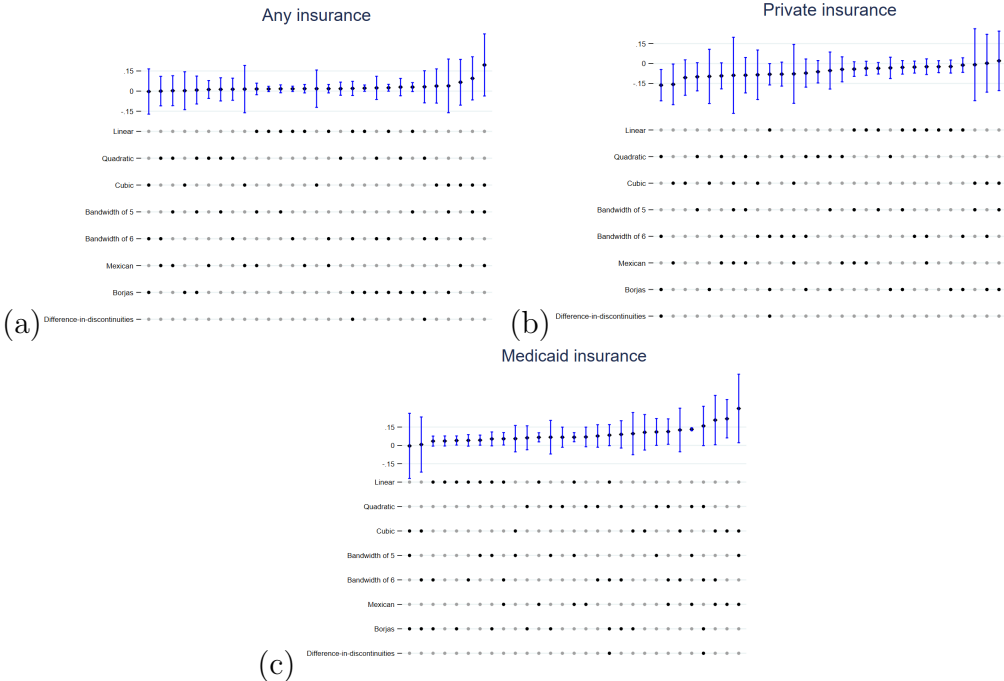 Any insurance
.15
0
-.15
Linear
Quadratic
Cubic
Bandwidth of 5
Bandwidth of 6
Mexican
Borjas
Difference-in-discontinuities
(a)
Private insurance
.15
-.15
Linear
Quadratic
Cubic
Bandwidth of 5
Bandwidth of 6
Mexican
Borjas
Difference-in-discontinuities
(b)
Medicaid insurance
.15
0
-.15
Linear
Quadratic
Cubic
Bandwidth of 5
Bandwidth of 6
Mexican
Borjas
Difference-in-discontinuities
(c)